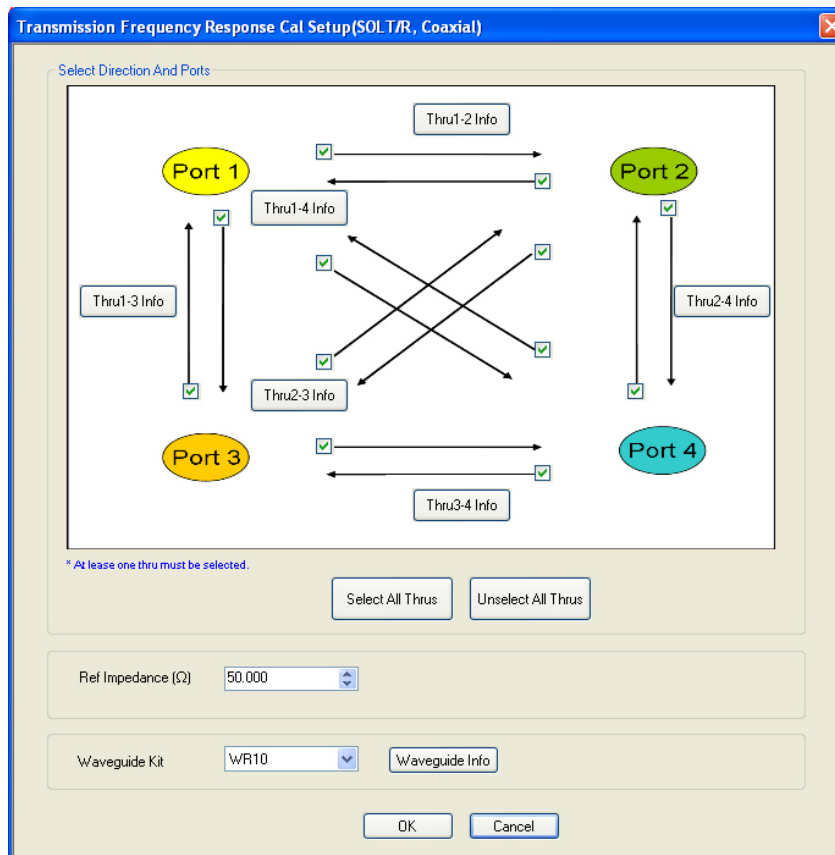 Transmission Frequency Response Cal Setup(SOLT/R, Coaxial)
Select Direction And Ports
Thru1-2 Info
Port 1
Port 2
Thru1-4 Info
Thru1-3 Info
Thru2-4 Info
Thru2-3 Info
Port 3
Port 4
Thru3-4 Info
* At lease one thru must be selected.
Select All Thrus
Unselect All Thrus
Ref Impedance (Ω)
50.000
Waveguide Kit
WR10
Waveguide Info
OK
Cancel